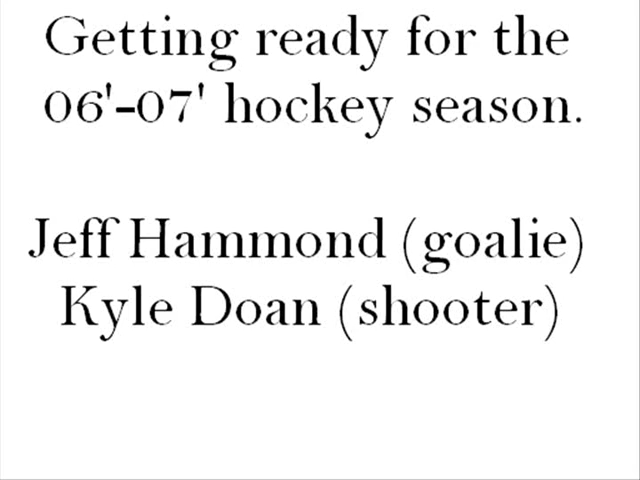 Getting ready for the
06'-07' hockey season.
Jeff Hammond (goalie)
Kyle Doan (shooter)